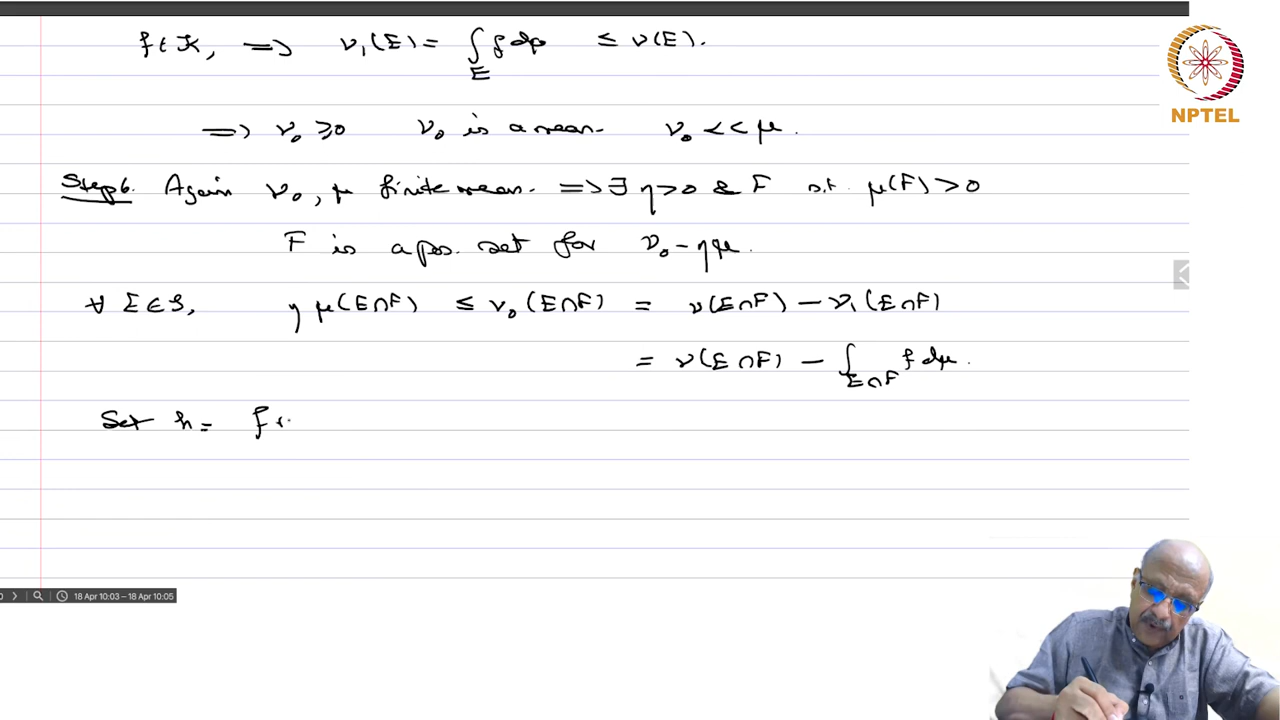 f ∈ K, ⟹ ν₁(E) = ∫_E f dμ ≤ ν(E).
⟹ ν₀ ≥ 0 ν₀ is a meas. ν₀ << μ.
Step 6. Again ν₀, μ finite meas. ⟹ ∃ η>0 & F s.t. μ(F) > 0
F is a pos. set for ν₀ - ημ.
∀ E ∈ S, η μ(E∩F) ≤ ν₀(E∩F) = ν(E∩F) - ν₁(E∩F)
= ν(E∩F) - ∫_{E∩F} f dμ.
Set h = f +
NPTEL
18 Apr 10:03 – 18 Apr 10:05